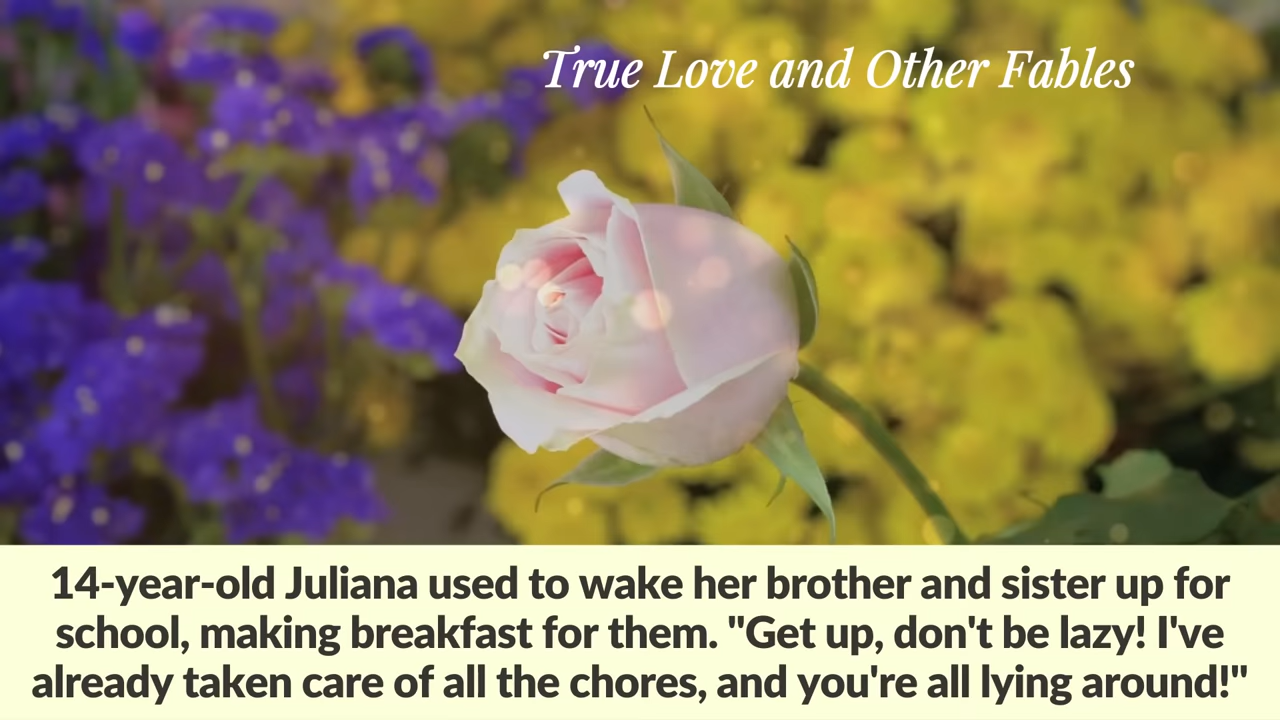 True Love and Other Fables
14-year-old Juliana used to wake her brother and sister up for
school, making breakfast for them. "Get up, don't be lazy! I've
already taken care of all the chores, and you're all lying around!"